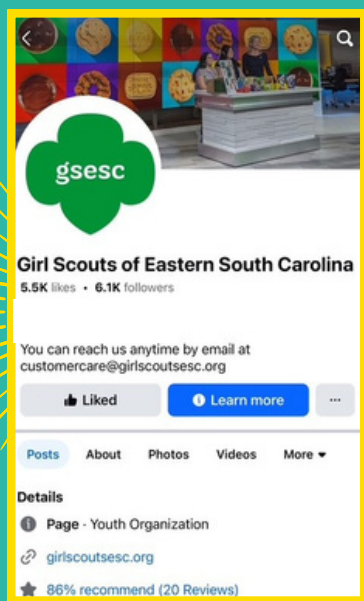 gsesc
Girl Scouts of Eastern South Carolina
5.5K likes • 6.1K followers
You can reach us anytime by email at
customercare@girlscoutsesc.org
Liked
Learn more
Posts About Photos Videos More
Details
Page · Youth Organization
girlscoutsesc.org
86% recommend (20 Reviews)